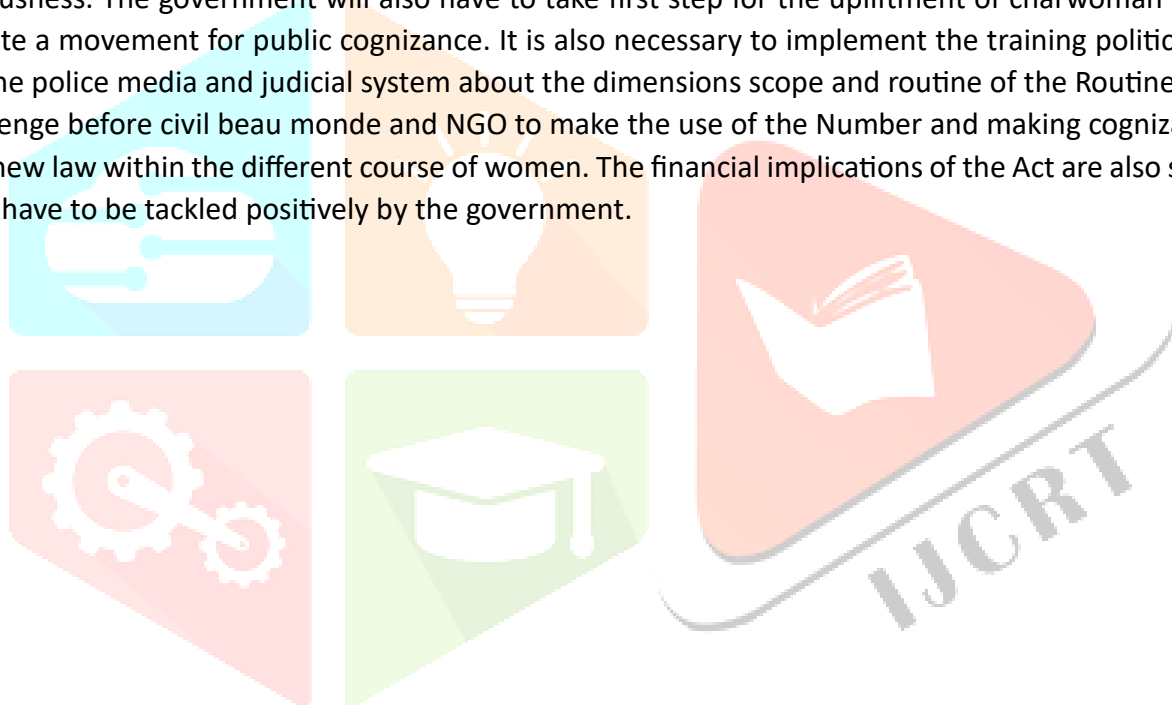 ousness. The government will also have to take first step for the upliftment of charwoman
te a movement for public cognizance. It is also necessary to implement the training politic
he police media and judicial system about the dimensions scope and routine of the Routine
enge before civil beau monde and NGO to make the use of the Number and making cogniza
new law within the different course of women. The financial implications of the Act are also s
have to be tackled positively by the government.
IJCRT